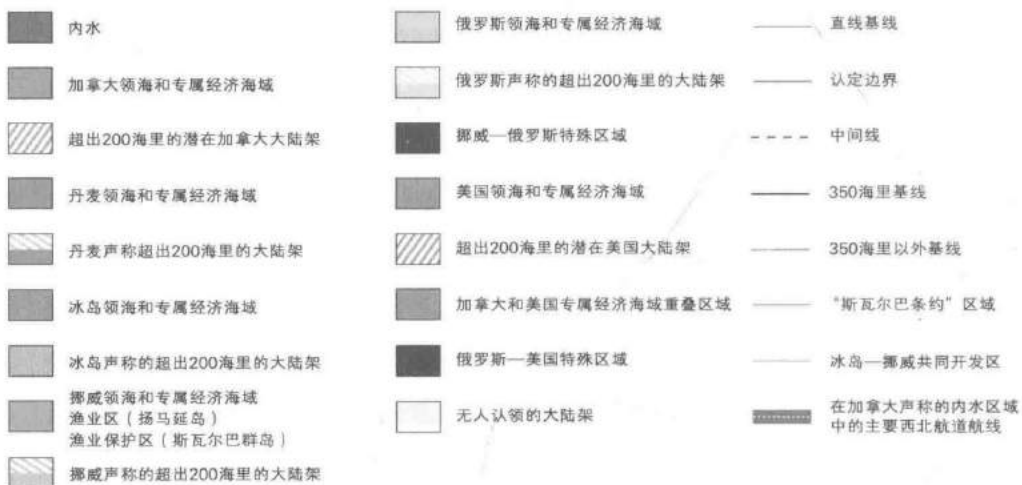 内水
加拿大领海和专属经济海域
超出200海里的潜在加拿大大陆架
丹麦领海和专属经济海域
丹麦声称超出200海里的大陆架
冰岛领海和专属经济海域
冰岛声称的超出200海里的大陆架
挪威领海和专属经济海域
渔业区（扬马延岛）
渔业保护区（斯瓦尔巴群岛）
挪威声称的超出200海里的大陆架
俄罗斯领海和专属经济海域
俄罗斯声称的超出200海里的大陆架
挪威—俄罗斯特殊区域
美国领海和专属经济海域
超出200海里的潜在美国大陆架
加拿大和美国专属经济海域重叠区域
俄罗斯—美国特殊区域
无人认领的大陆架
直线基线
认定边界
中间线
350海里基线
350海里以外基线
“斯瓦尔巴条约”区域
冰岛—挪威共同开发区
在加拿大声称的内水区域
中的主要西北航道航线